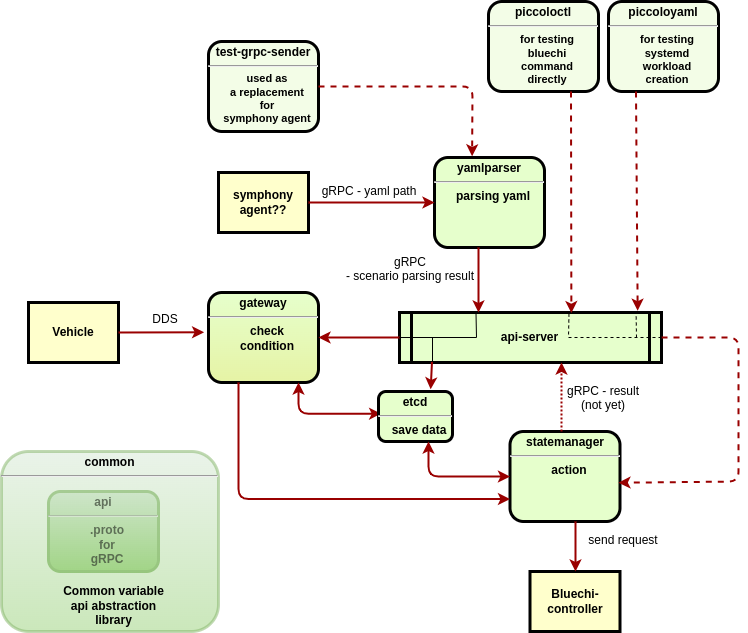 piccoloctl
for testing
bluechi
command
directly
piccoloyaml
for testing
systemd
workload
creation
test-grpc-sender
used as
a replacement
for
symphony agent
yamlparser
parsing yaml
symphony
agent??
gRPC - yaml path
gRPC
- scenario parsing result
gateway
check
condition
Vehicle
DDS
api-server
etcd
save data
gRPC - result
(not yet)
statemanager
action
send request
Bluechi-
controller
common
api
.proto
for
gRPC
Common variable
api abstraction
library